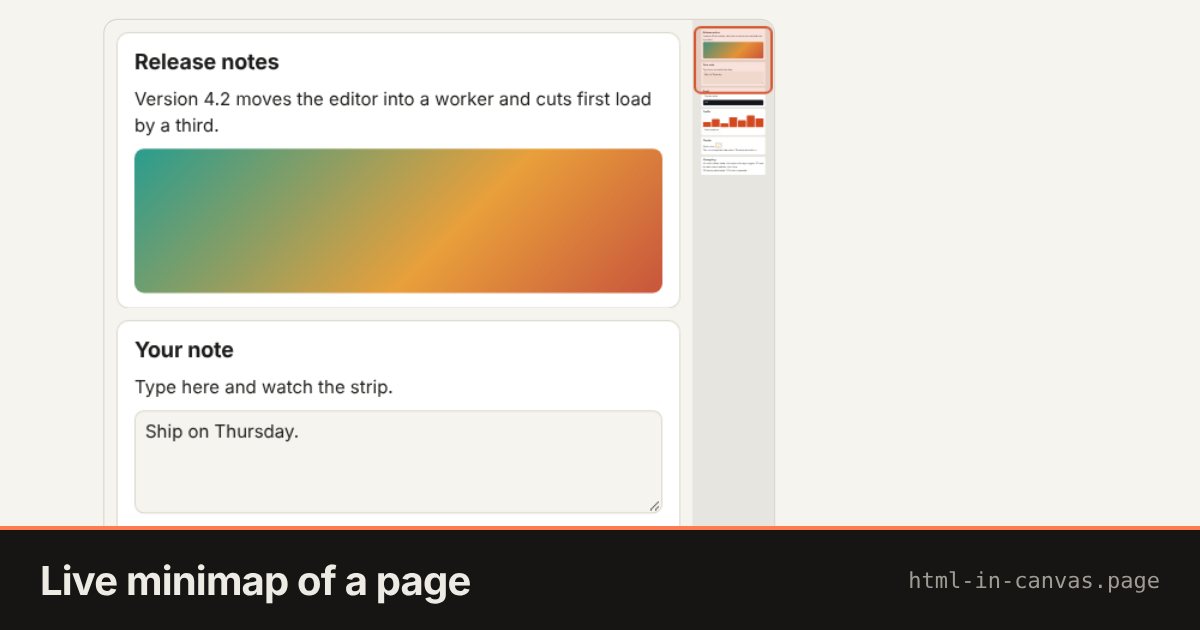 Release notes
Version 4.2 moves the editor into a worker and cuts first load
by a third.
Your note
Type here and watch the strip.
Ship on Thursday.
Live minimap of a page
html-in-canvas.page